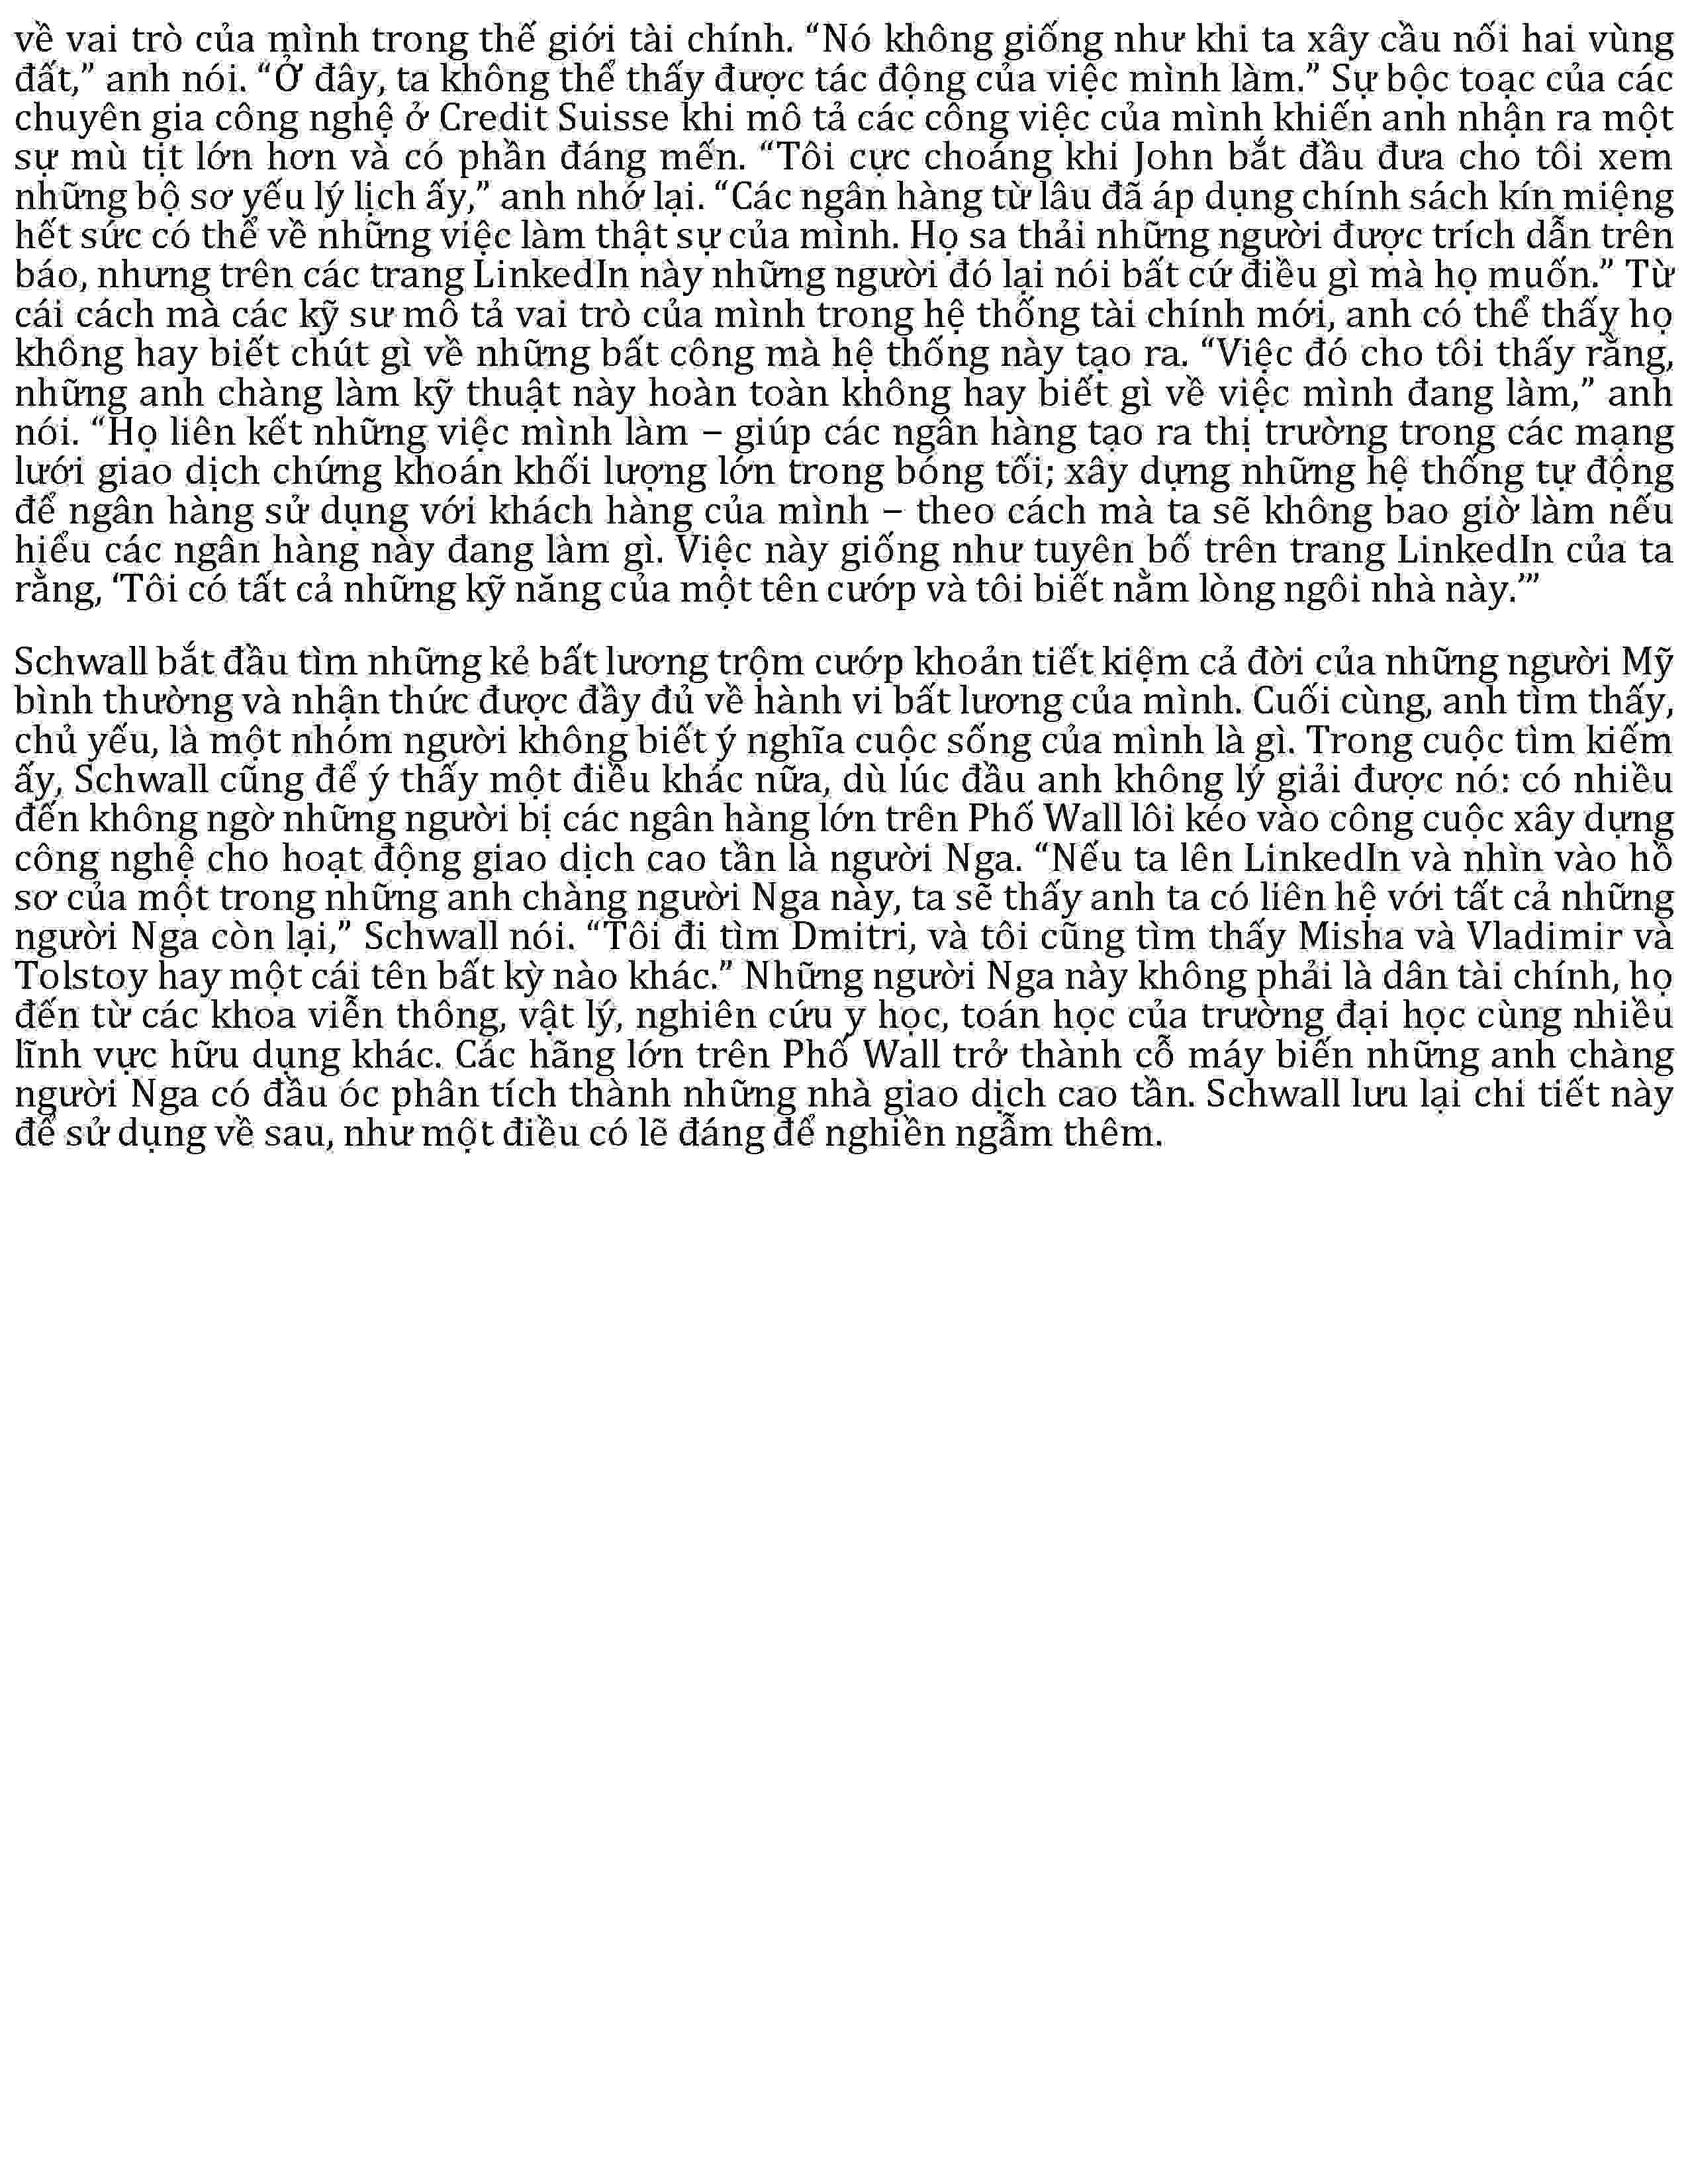 về vai trò của mình trong thế giới tài chính. “Nó không giống như khi ta xây cầu nối hai vùng
đất,” anh nói. “Ở đây, ta không thể thấy được tác động của việc mình làm.” Sự bộc toạc của các
chuyên gia công nghệ ở Credit Suisse khi mô tả các công việc của mình khiến anh nhận ra một
sự mù tịt lớn hơn và có phần đáng mến. “Tôi cực choáng khi John bắt đầu đưa cho tôi xem
những bộ sơ yếu lý lịch ấy,” anh nhớ lại. “Các ngân hàng từ lâu đã áp dụng chính sách kín miệng
hết sức có thể về những việc làm thật sự của mình. Họ sa thải những người được trích dẫn trên
báo, nhưng trên các trang LinkedIn này những người đó lại nói bất cứ điều gì mà họ muốn.” Từ
cái cách mà các kỹ sư mô tả vai trò của mình trong hệ thống tài chính mới, anh có thể thấy họ
không hay biết chút gì về những bất công mà hệ thống này tạo ra. “Việc đó cho tôi thấy rằng,
những anh chàng làm kỹ thuật này hoàn toàn không hay biết gì về việc mình đang làm,” anh
nói. “Họ liên kết những việc mình làm – giúp các ngân hàng tạo ra thị trường trong các mạng
lưới giao dịch chứng khoán khối lượng lớn trong bóng tối; xây dựng những hệ thống tự động
để ngân hàng sử dụng với khách hàng của mình – theo cách mà ta sẽ không bao giờ làm nếu
hiểu các ngân hàng này đang làm gì. Việc này giống như tuyên bố trên trang LinkedIn của ta
rằng, ‘Tôi có tất cả những kỹ năng của một tên cướp và tôi biết nằm lòng ngôi nhà này.’”
Schwall bắt đầu tìm những kẻ bất lương trộm cướp khoản tiết kiệm cả đời của những người Mỹ
bình thường và nhận thức được đầy đủ về hành vi bất lương của mình. Cuối cùng, anh tìm thấy,
chủ yếu, là một nhóm người không biết ý nghĩa cuộc sống của mình là gì. Trong cuộc tìm kiếm
ấy, Schwall cũng để ý thấy một điều khác nữa, dù lúc đầu anh không lý giải được nó: có nhiều
đến không ngờ những người bị các ngân hàng lớn trên Phố Wall lôi kéo vào công cuộc xây dựng
công nghệ cho hoạt động giao dịch cao tần là người Nga. “Nếu ta lên LinkedIn và nhìn vào hồ
sơ của một trong những anh chàng người Nga này, ta sẽ thấy anh ta có liên hệ với tất cả những
người Nga còn lại,” Schwall nói. “Tôi đi tìm Dmitri, và tôi cũng tìm thấy Misha và Vladimir và
Tolstoy hay một cái tên bất kỳ nào khác.” Những người Nga này không phải là dân tài chính, họ
đến từ các khoa viễn thông, vật lý, nghiên cứu y học, toán học của trường đại học cùng nhiều
lĩnh vực hữu dụng khác. Các hãng lớn trên Phố Wall trở thành cỗ máy biến những anh chàng
người Nga có đầu óc phân tích thành những nhà giao dịch cao tần. Schwall lưu lại chi tiết này
để sử dụng về sau, như một điều có lẽ đáng để nghiền ngẫm thêm.